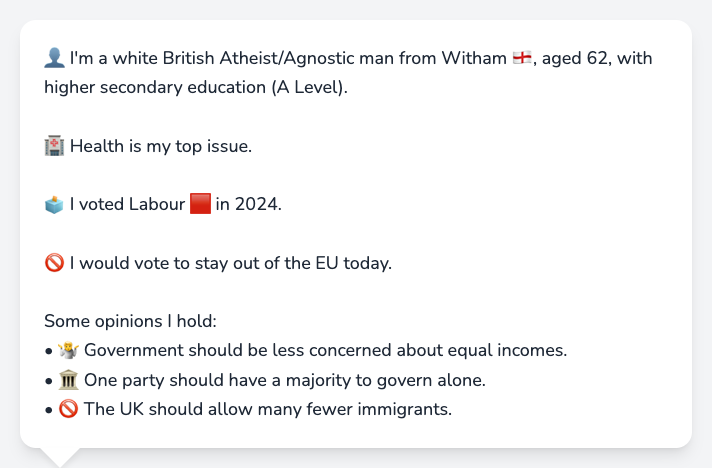 👤 I'm a white British Atheist/Agnostic man from Witham 🏴󠁧󠁢󠁥󠁮󠁧󠁿, aged 62, with
higher secondary education (A Level).
🏥 Health is my top issue.
🗳️ I voted Labour 🟥 in 2024.
🚫 I would vote to stay out of the EU today.
Some opinions I hold:
• 🤷 Government should be less concerned about equal incomes.
• 🏛️ One party should have a majority to govern alone.
• 🚫 The UK should allow many fewer immigrants.